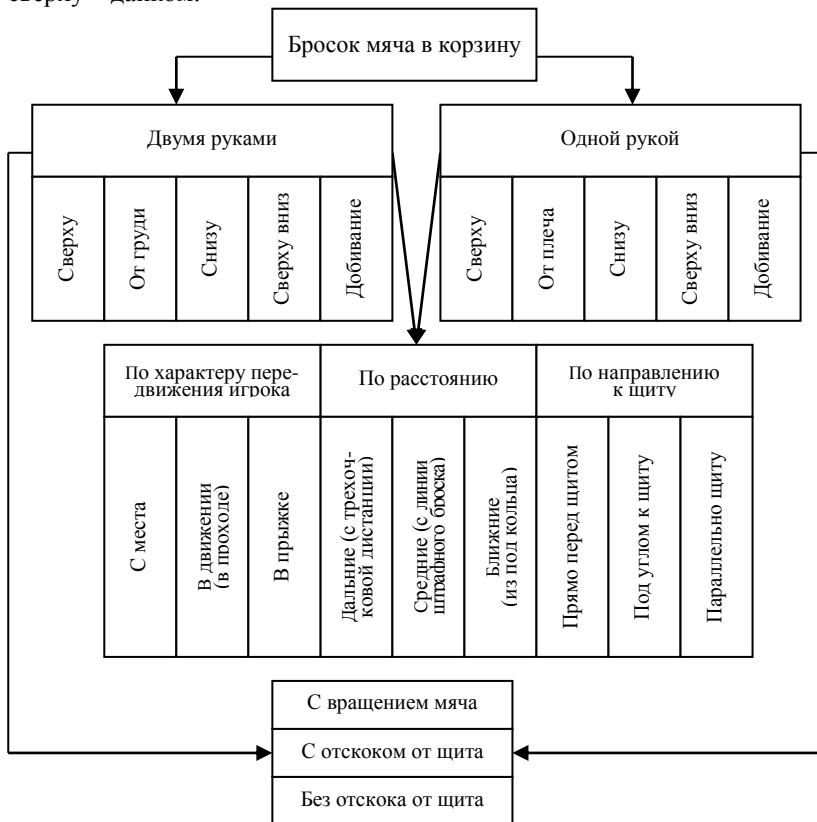 сверху – данком.
Бросок мяча в корзину
Двумя руками
Одной рукой
Сверху
От груди
Снизу
Сверху вниз
Добивание
Сверху
От плеча
Снизу
Сверху вниз
Добивание
По характеру пере-
движения игрока
По расстоянию
По направлению
к щиту
С места
В движении
(в проходе)
В прыжке
Дальние (с трехоч-
ковой дистанции)
Средние (с линии
штрафного броска)
Ближние
(из под кольца)
Прямо перед щитом
Под углом к щиту
Параллельно щиту
С вращением мяча
С отскоком от щита
Без отскока от щита